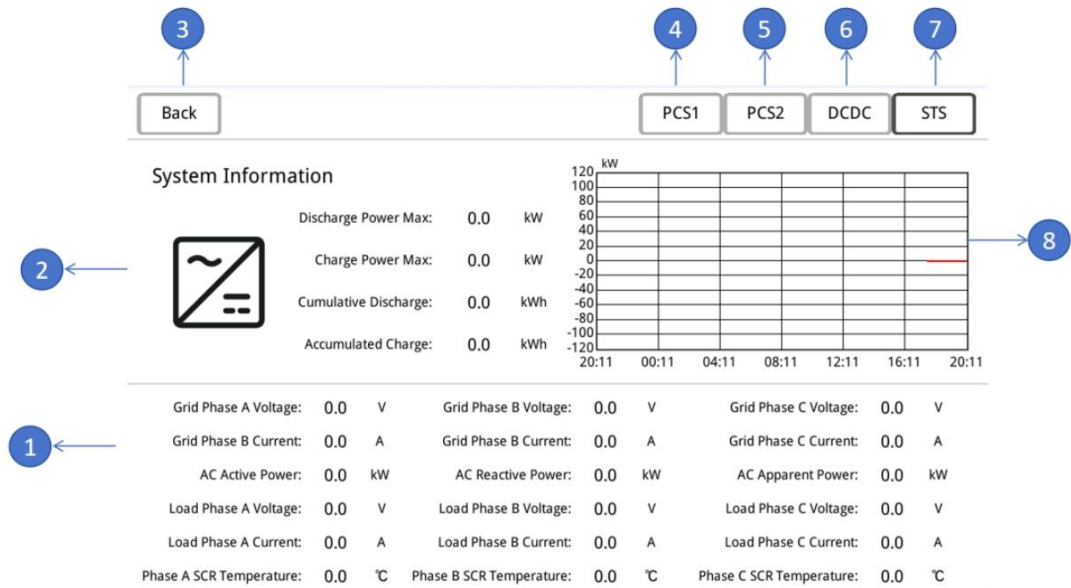 3 4 5 6 7
Back PCS1 PCS2 DCDC STS
System Information
Discharge Power Max: 0.0 kW
Charge Power Max: 0.0 kW
Cumulative Discharge: 0.0 kWh
Accumulated Charge: 0.0 kWh
2
kW
120
100
80
60
40
20
0
-20
-40
-60
-80
-100
-120
20:11 00:11 04:11 08:11 12:11 16:11 20:11
8
Grid Phase A Voltage: 0.0 V Grid Phase B Voltage: 0.0 V Grid Phase C Voltage: 0.0 V
1
Grid Phase B Current: 0.0 A Grid Phase B Current: 0.0 A Grid Phase C Current: 0.0 A
AC Active Power: 0.0 kW AC Reactive Power: 0.0 kW AC Apparent Power: 0.0 kW
Load Phase A Voltage: 0.0 V Load Phase B Voltage: 0.0 V Load Phase C Voltage: 0.0 V
Load Phase A Current: 0.0 A Load Phase B Current: 0.0 A Load Phase C Current: 0.0 A
Phase A SCR Temperature: 0.0 ℃ Phase B SCR Temperature: 0.0 ℃ Phase C SCR Temperature: 0.0 ℃